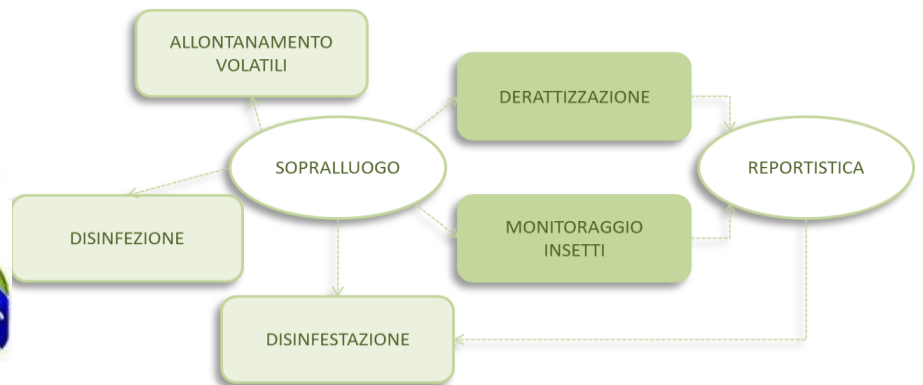 ALLONTANAMENTO
VOLATILI
DERATTIZZAZIONE
SOPRALLUOGO
REPORTISTICA
DISINFEZIONE
MONITORAGGIO
INSETTI
DISINFESTAZIONE